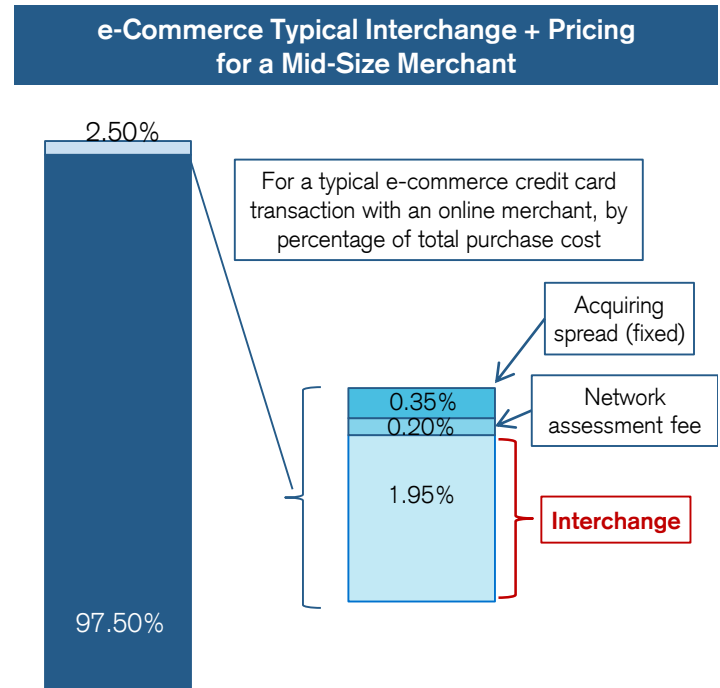 e-Commerce Typical Interchange + Pricing
for a Mid-Size Merchant
2.50%
For a typical e-commerce credit card
transaction with an online merchant, by
percentage of total purchase cost
Acquiring
spread (fixed)
0.35%
Network
assessment fee
0.20%
1.95%
Interchange
97.50%